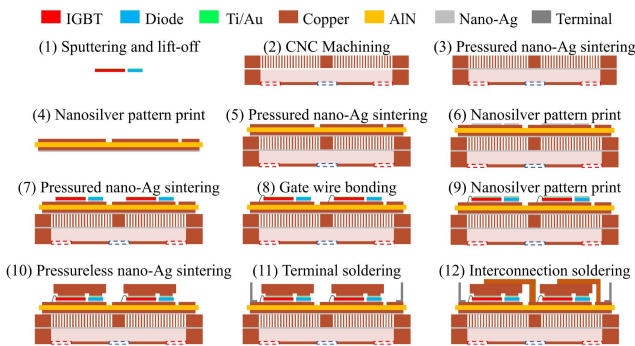 IGBT Diode Ti/Au Copper AlN Nano-Ag Terminal
(1) Sputtering and lift-off (2) CNC Machining (3) Pressured nano-Ag sintering
(4) Nanosilver pattern print (5) Pressured nano-Ag sintering (6) Nanosilver pattern print
(7) Pressured nano-Ag sintering (8) Gate wire bonding (9) Nanosilver pattern print
(10) Pressureless nano-Ag sintering (11) Terminal soldering (12) Interconnection soldering